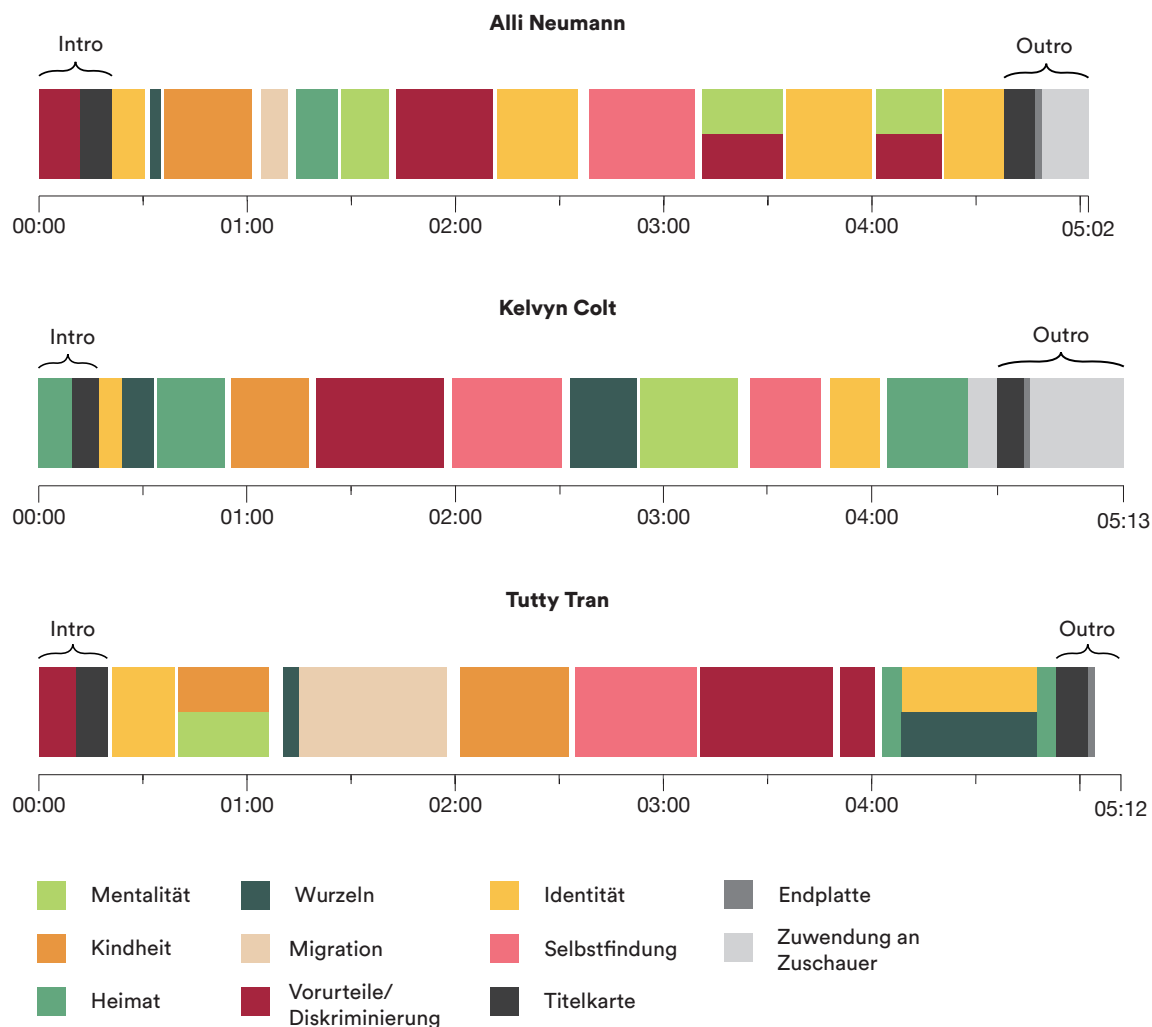 Alli Neumann
Intro
Outro
00:00 01:00 02:00 03:00 04:00 05:02
Kelvyn Colt
Intro
Outro
00:00 01:00 02:00 03:00 04:00 05:13
Tutty Tran
Intro
Outro
00:00 01:00 02:00 03:00 04:00 05:12
Mentalität
Kindheit
Heimat
Wurzeln
Migration
Vorurteile/
Diskriminierung
Identität
Selbstfindung
Titelkarte
Endplatte
Zuwendung an
Zuschauer